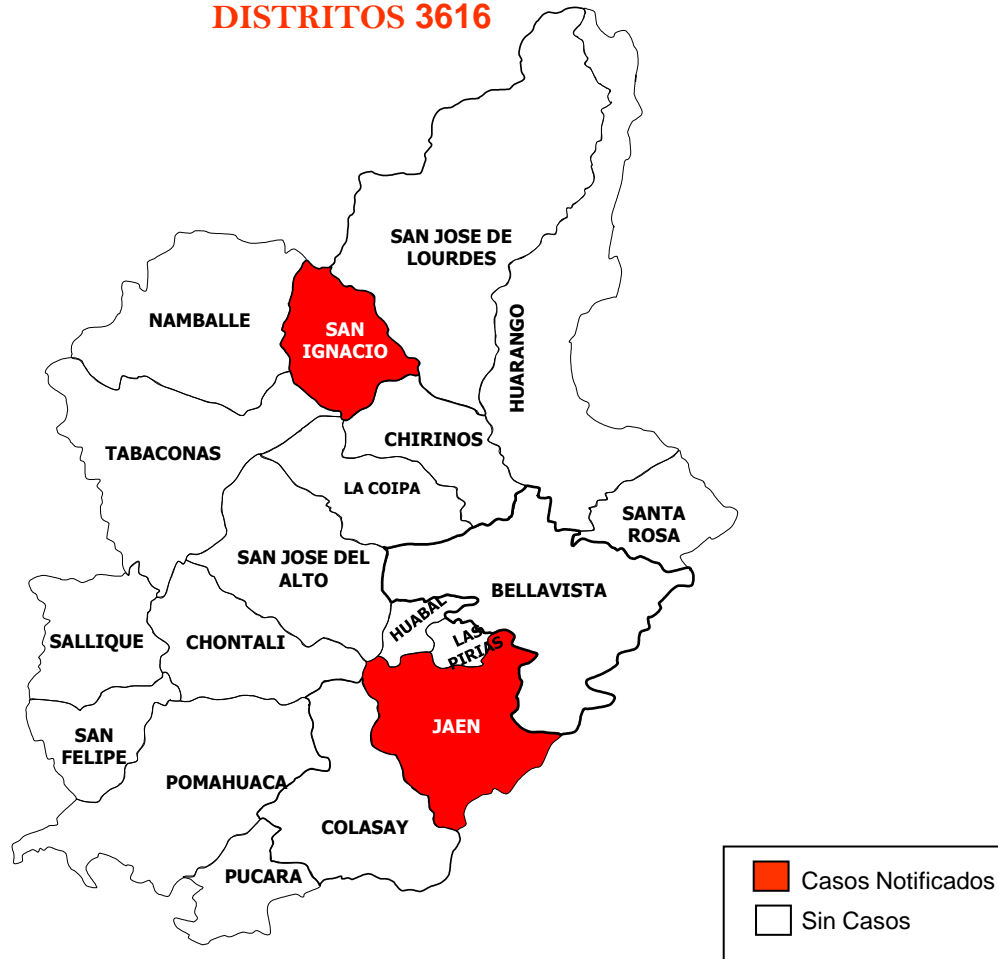 DISTRITOS 3616
SAN JOSE DE
LOURDES
NAMBALLE
SAN
IGNACIO
HUARANGO
TABACONAS
CHIRINOS
LA COIPA
SANTA
ROSA
SAN JOSE DEL
ALTO
BELLAVISTA
HUABAL
LAS
PIRIAS
SALLIQUE
CHONTALI
JAEN
SAN
FELIPE
POMAHUACA
COLASAY
PUCARA
Casos Notificados
Sin Casos